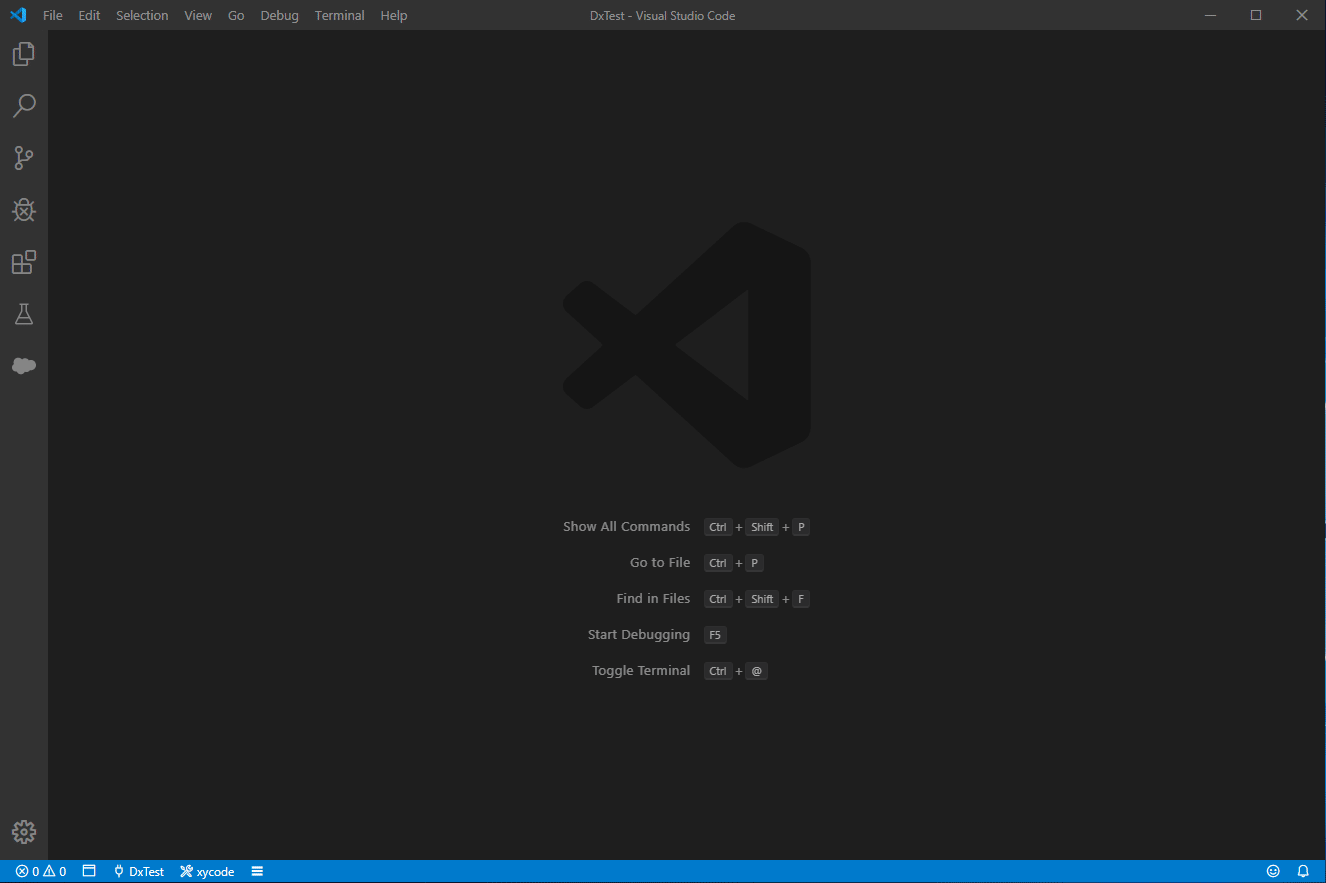 File Edit Selection View Go Debug Terminal Help DxTest - Visual Studio Code
Show All Commands Ctrl + Shift + P
Go to File Ctrl + P
Find in Files Ctrl + Shift + F
Start Debugging F5
Toggle Terminal Ctrl + @
0 0 DxTest xycode